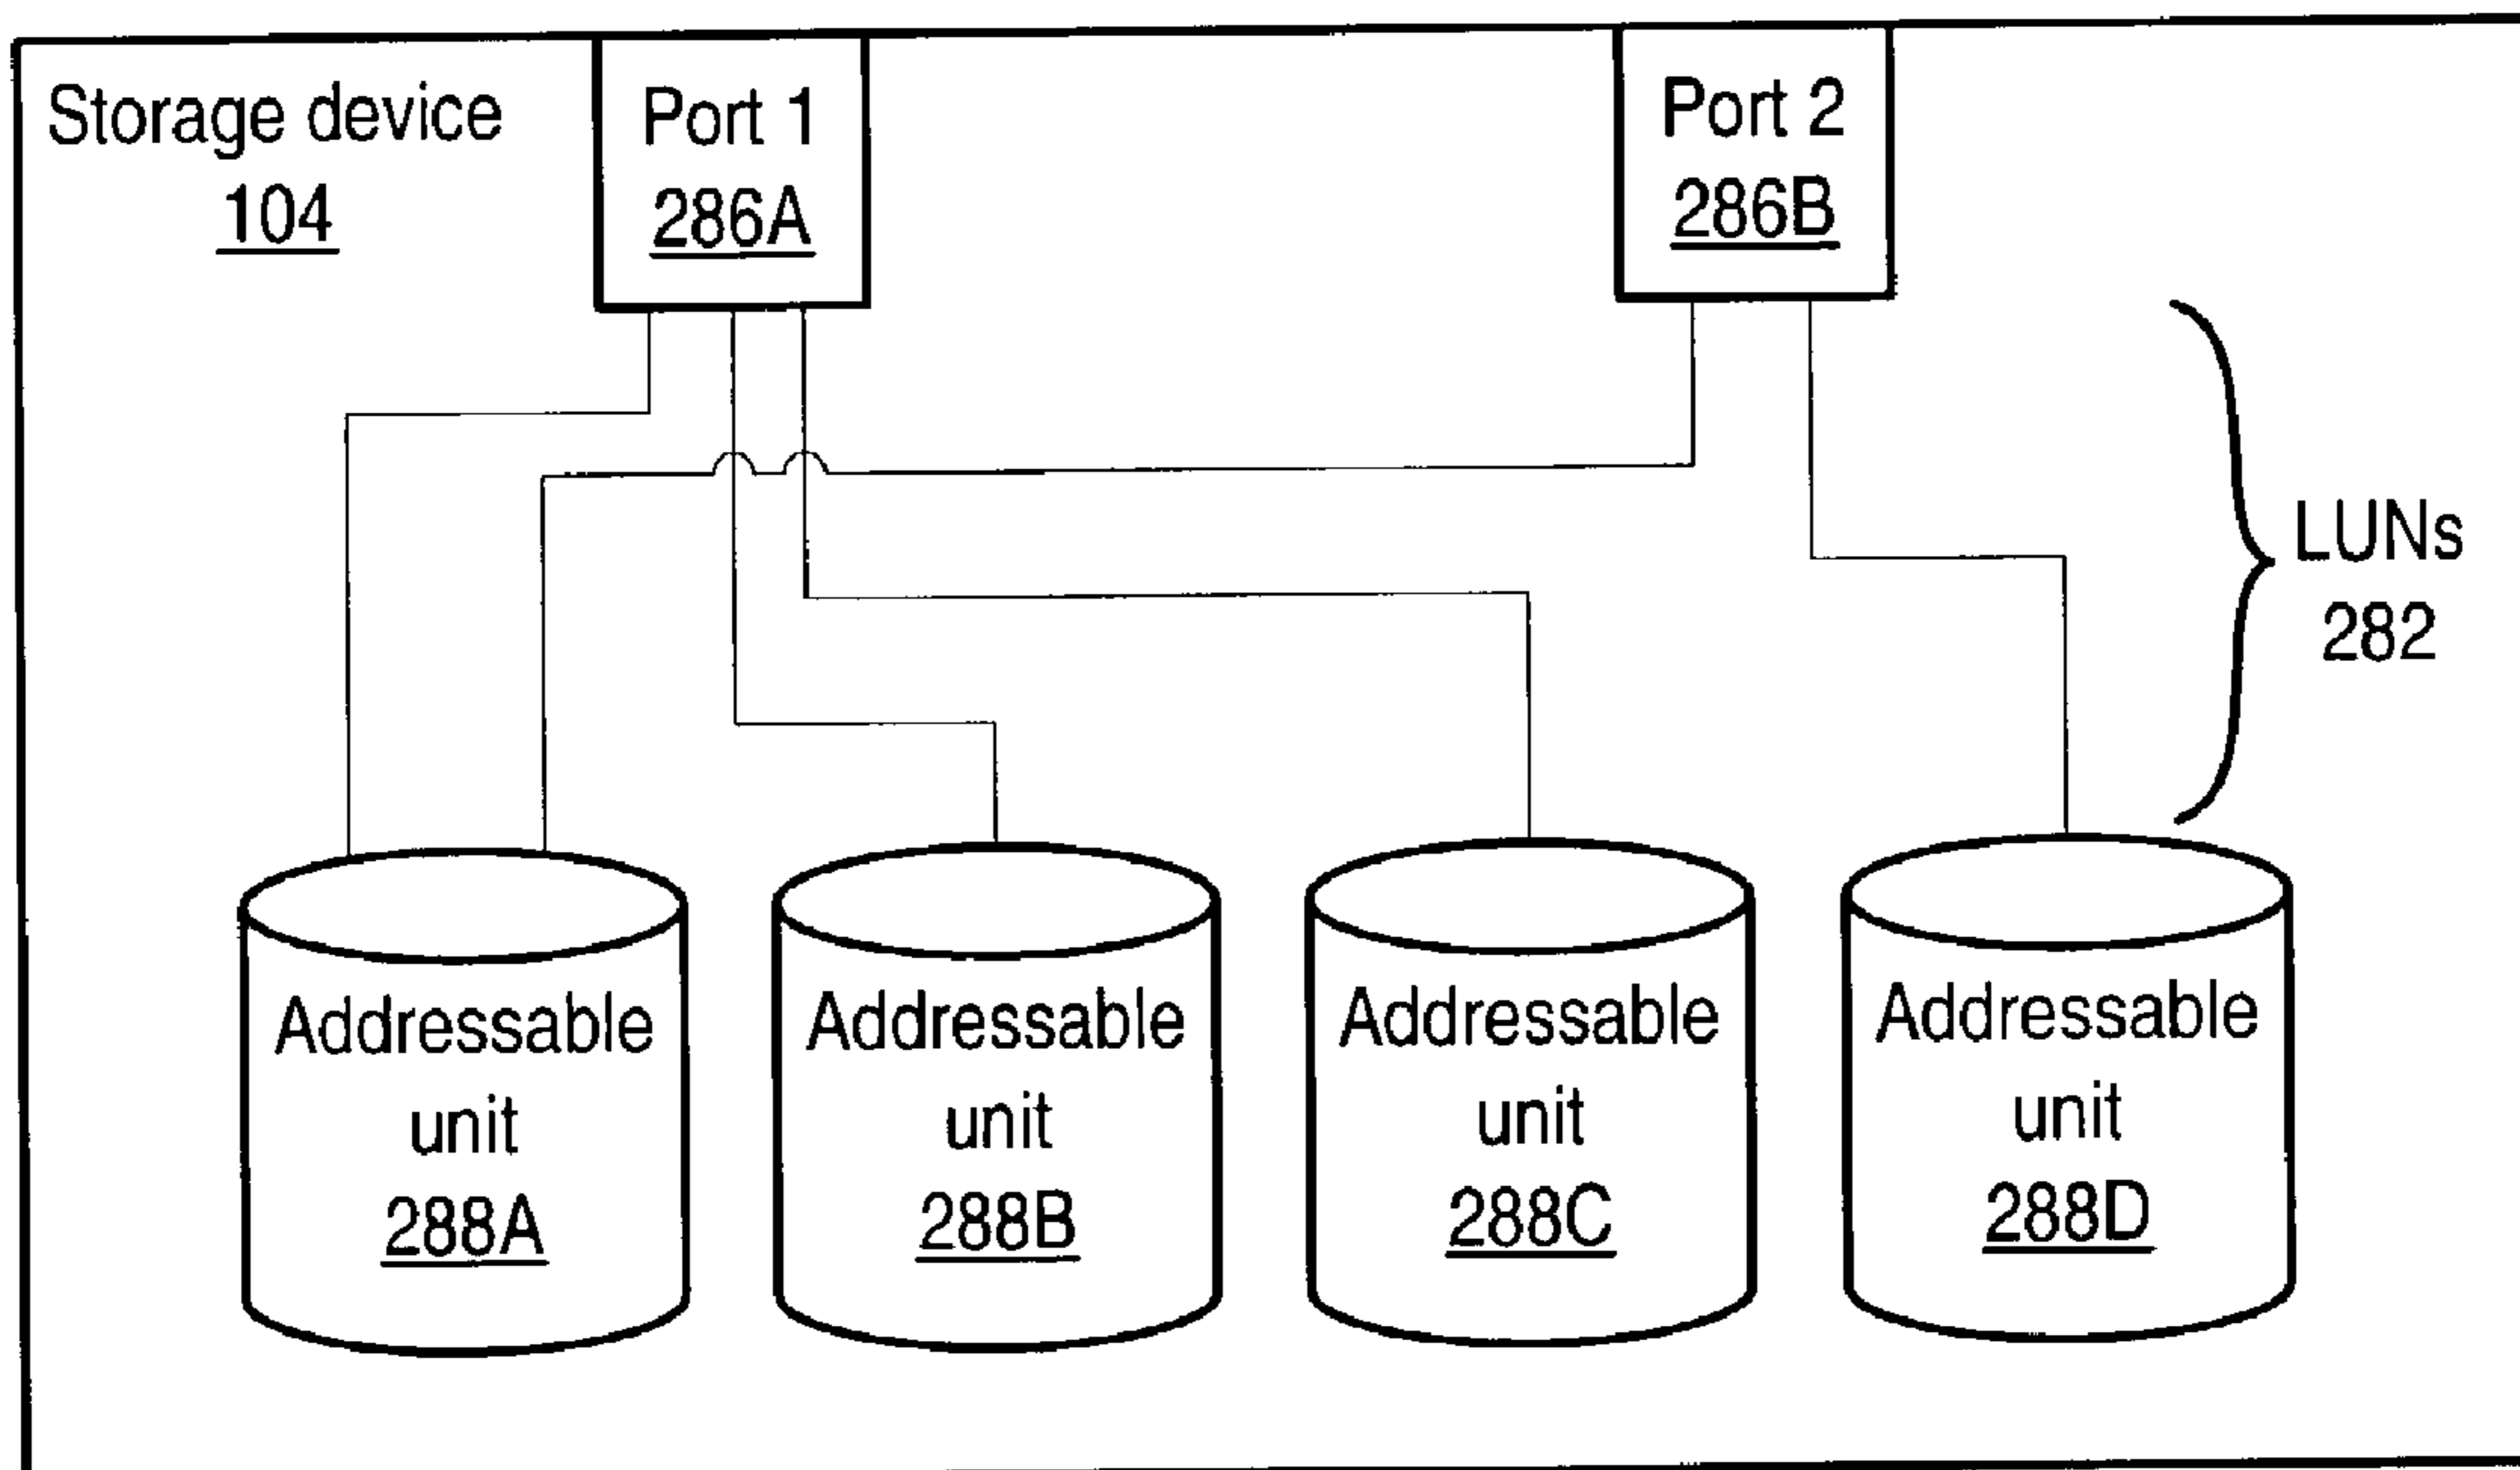 Storage device
104
Port 1
286A
Port 2
286B
LUNs
282
Addressable
unit
288A
Addressable
unit
288B
Addressable
unit
288C
Addressable
unit
288D